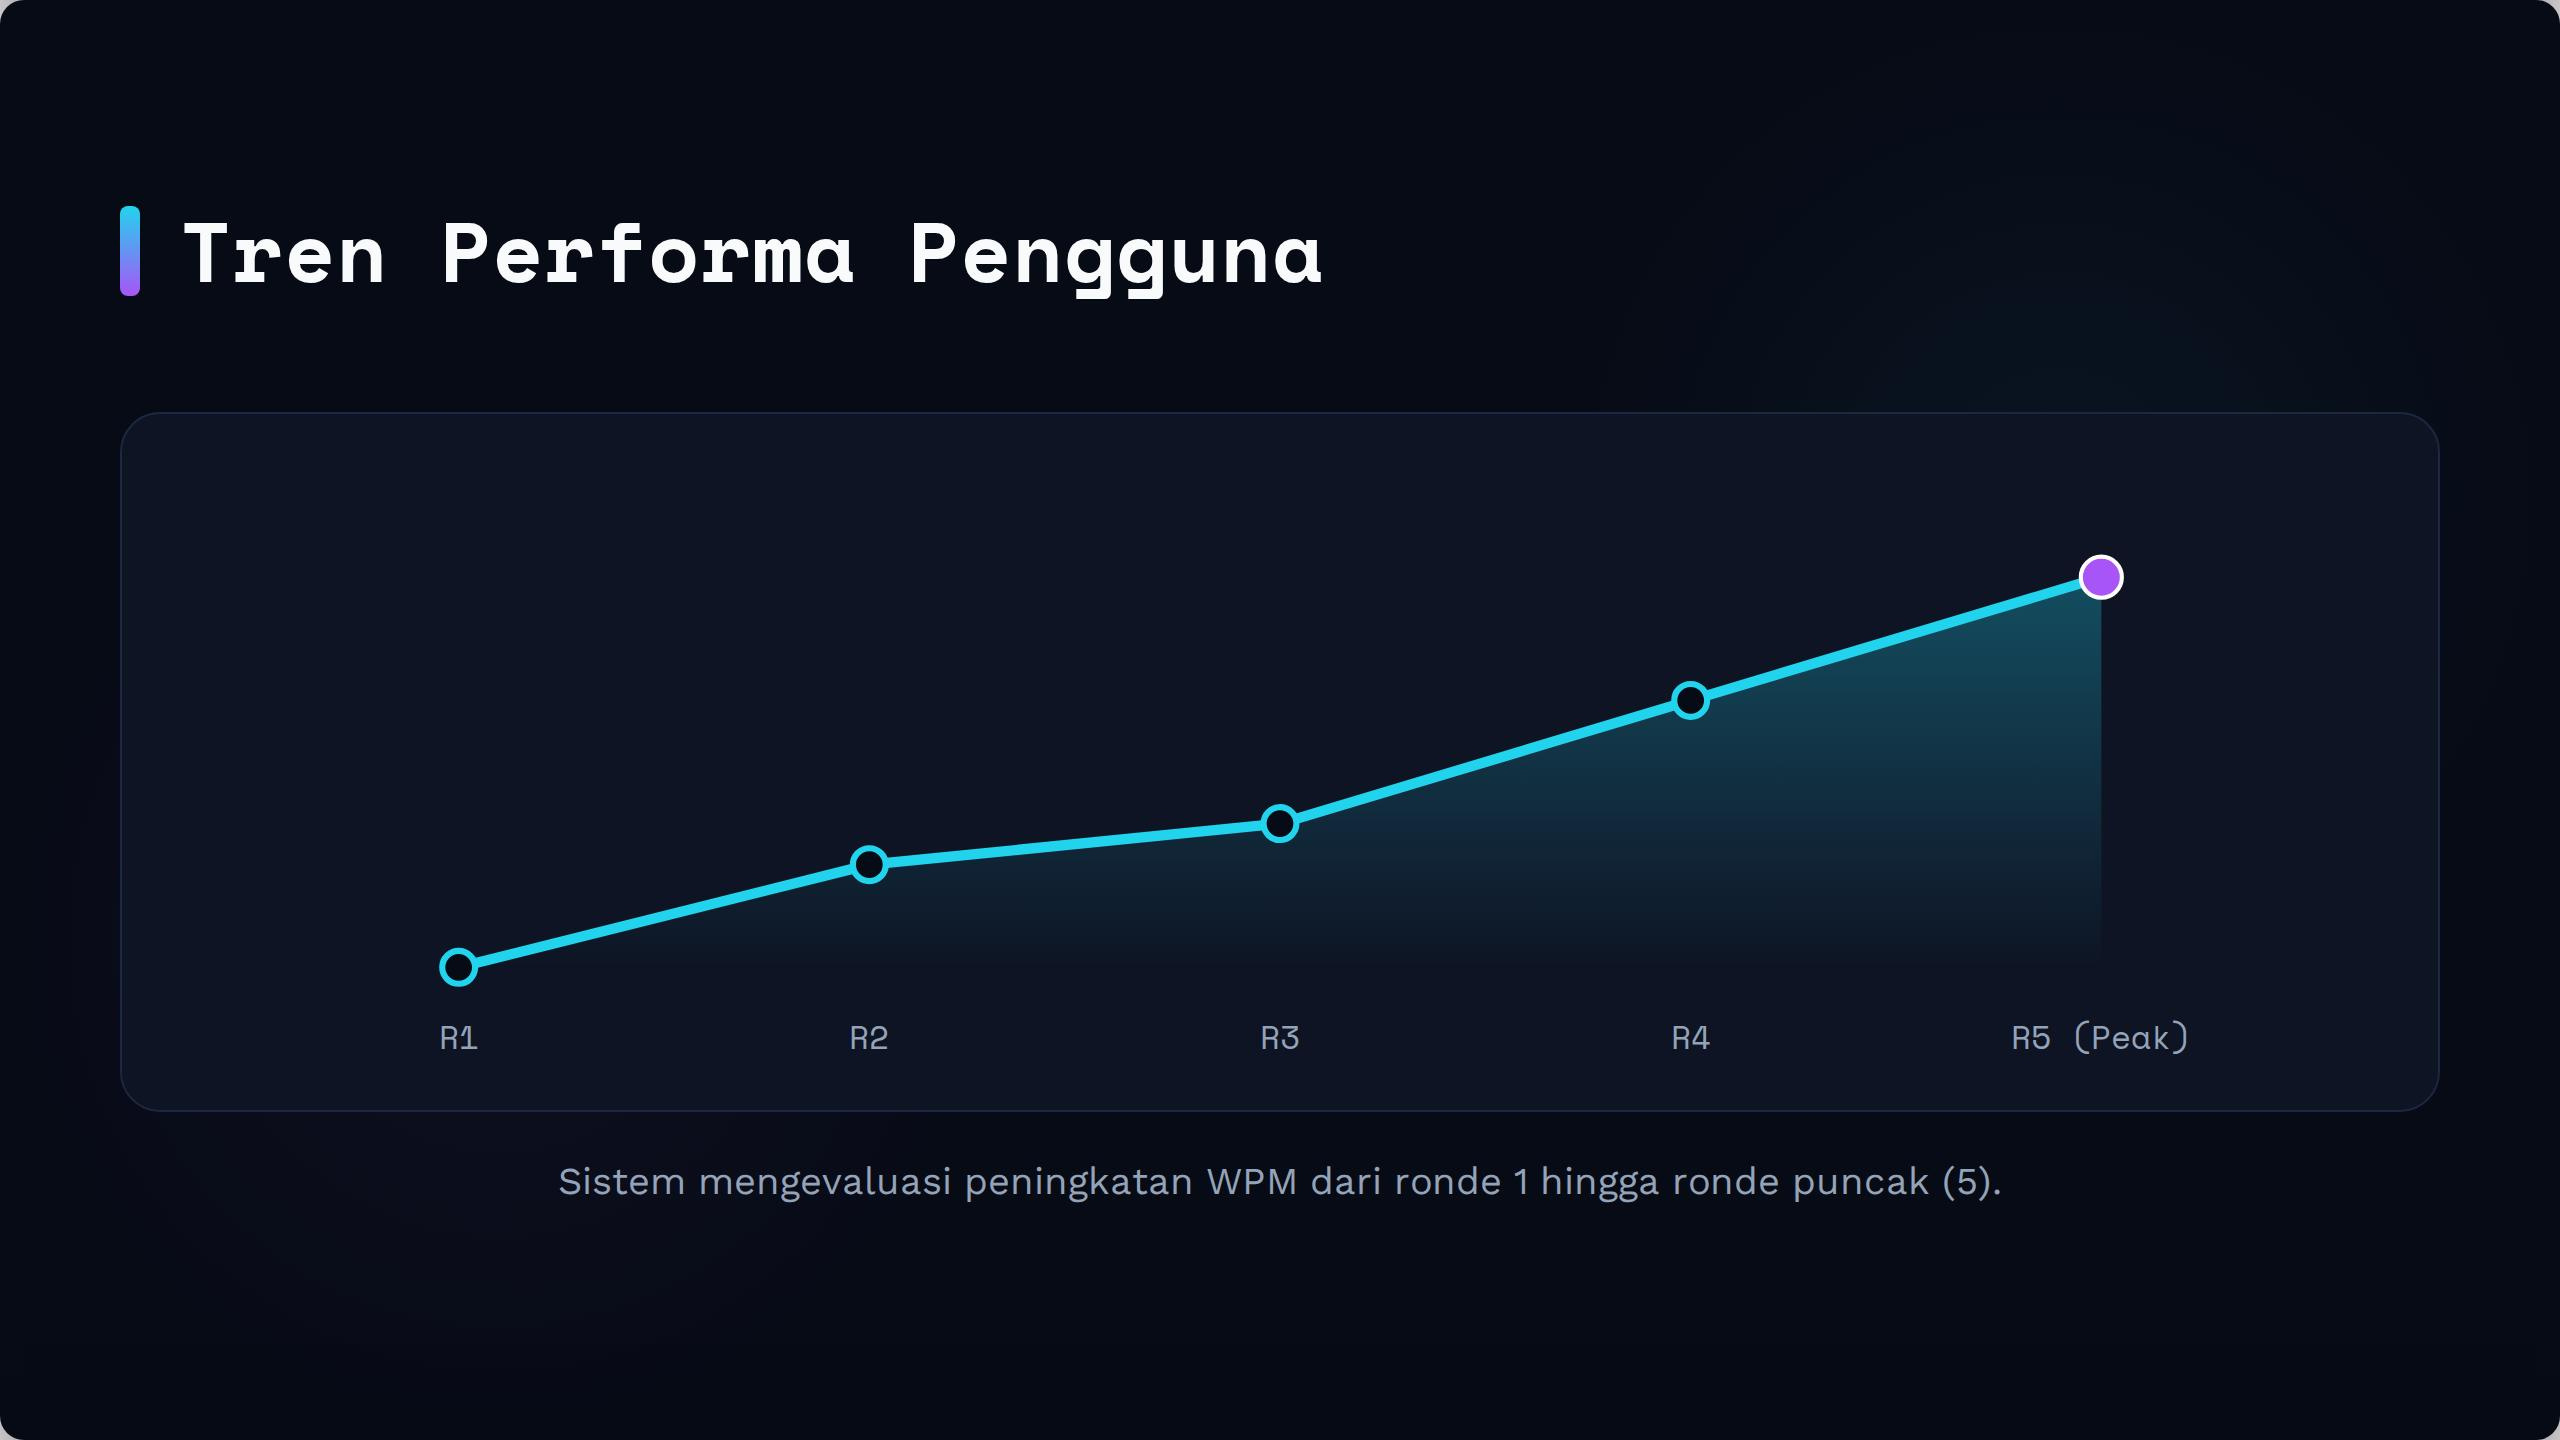 Tren Performa Pengguna
R1
R2
R3
R4
R5 (Peak)
Sistem mengevaluasi peningkatan WPM dari ronde 1 hingga ronde puncak (5).